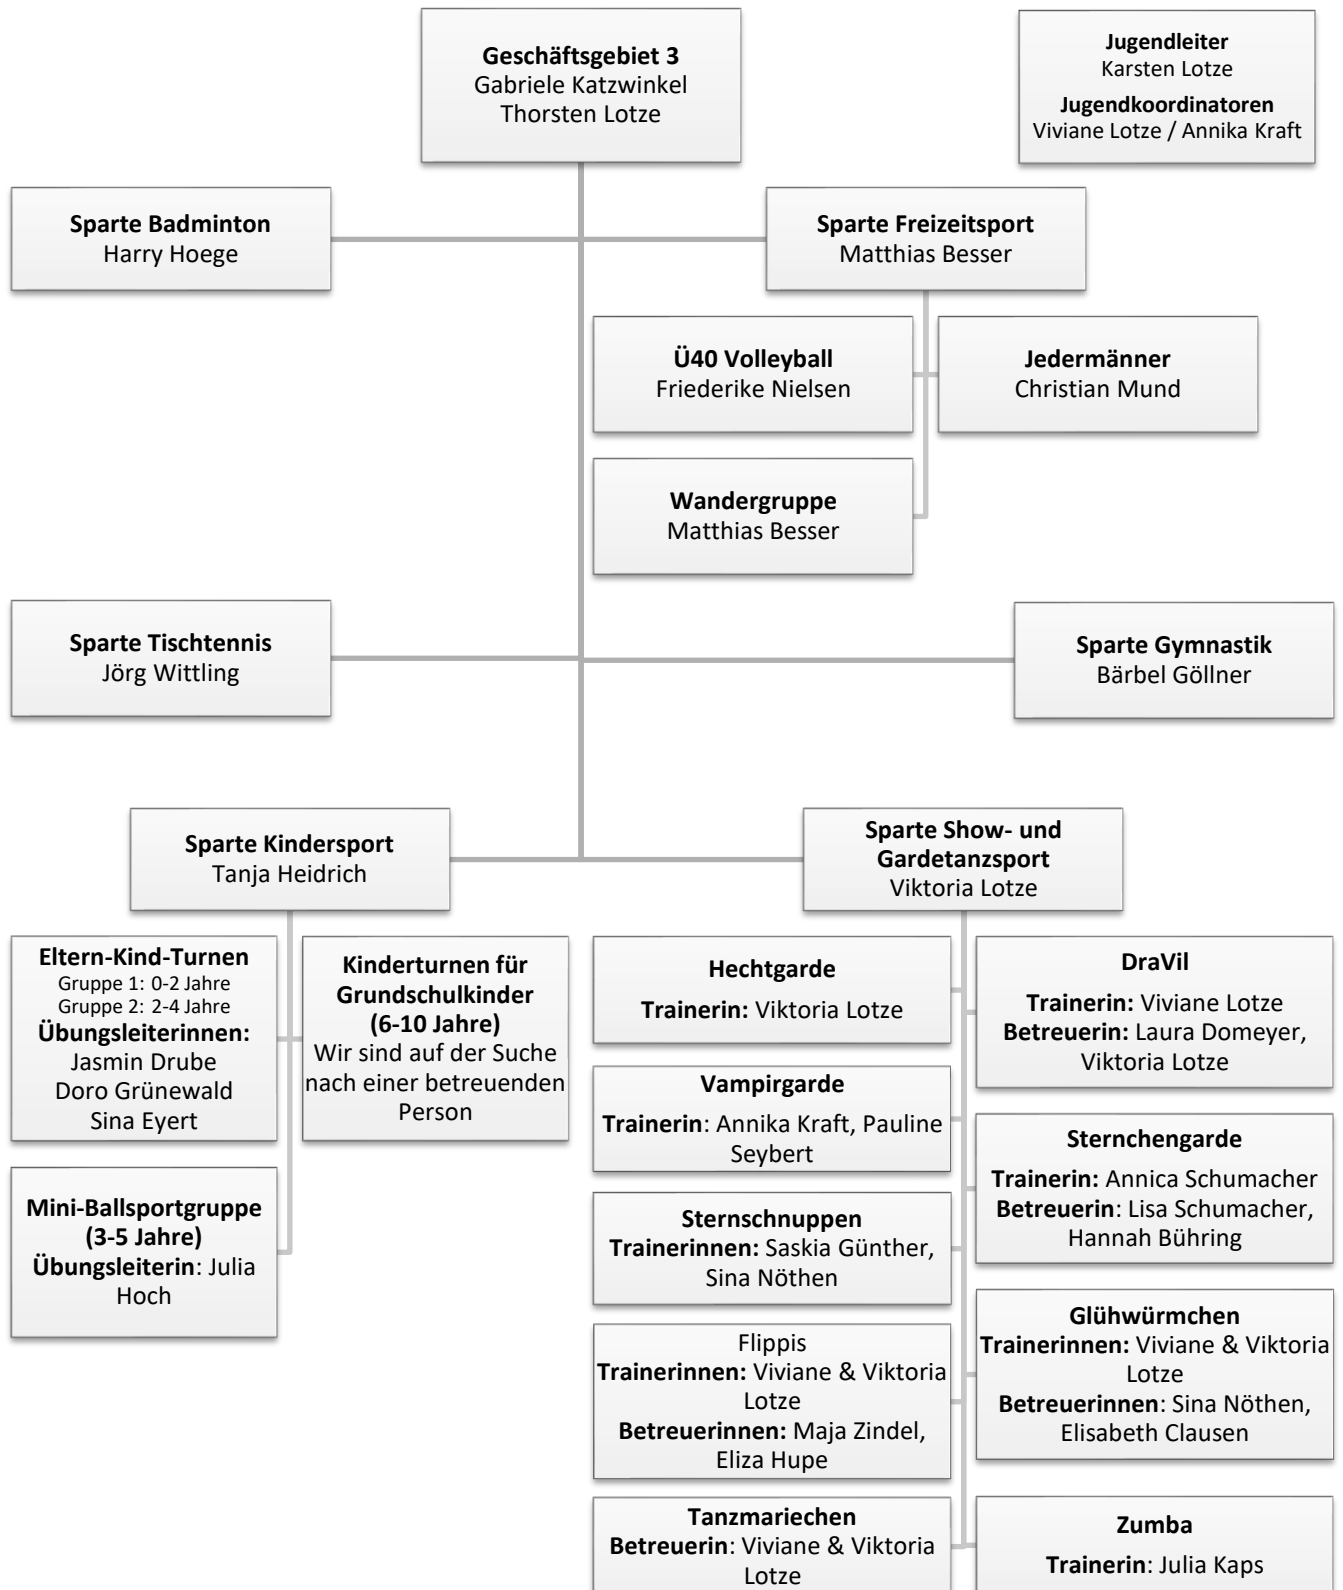 Geschäftsgebiet 3
Gabriele Katzwinkel
Thorsten Lotze
Jugendleiter
Karsten Lotze
Jugendkoordinatoren
Viviane Lotze / Annika Kraft
Sparte Badminton
Harry Hoege
Sparte Freizeitsport
Matthias Besser
Ü40 Volleyball
Friederike Nielsen
Jedermänner
Christian Mund
Wandergruppe
Matthias Besser
Sparte Tischtennis
Jörg Wittling
Sparte Gymnastik
Bärbel Göllner
Sparte Kindersport
Tanja Heidrich
Sparte Show- und
Gardetanzsport
Viktoria Lotze
Eltern-Kind-Turnen
Gruppe 1: 0-2 Jahre
Gruppe 2: 2-4 Jahre
Übungsleiterinnen:
Jasmin Drube
Doro Grünewald
Sina Eyert
Kinderturnen für
Grundschulkinder
(6-10 Jahre)
Wir sind auf der Suche
nach einer betreuenden
Person
Mini-Ballsportgruppe
(3-5 Jahre)
Übungsleiterin: Julia
Hoch
Hechtgarde
Trainerin: Viktoria Lotze
DraVil
Trainerin: Viviane Lotze
Betreuerin: Laura Domeyer,
Viktoria Lotze
Vampirgarde
Trainerin: Annika Kraft, Pauline
Seybert
Sternchengarde
Trainerin: Annica Schumacher
Betreuerin: Lisa Schumacher,
Hannah Bühring
Sternschnuppen
Trainerinnen: Saskia Günther,
Sina Nöthen
Glühwürmchen
Trainerinnen: Viviane & Viktoria
Lotze
Betreuerinnen: Sina Nöthen,
Elisabeth Clausen
Flippis
Trainerinnen: Viviane & Viktoria
Lotze
Betreuerinnen: Maja Zindel,
Eliza Hupe
Tanzmariechen
Betreuerin: Viviane & Viktoria
Lotze
Zumba
Trainerin: Julia Kaps